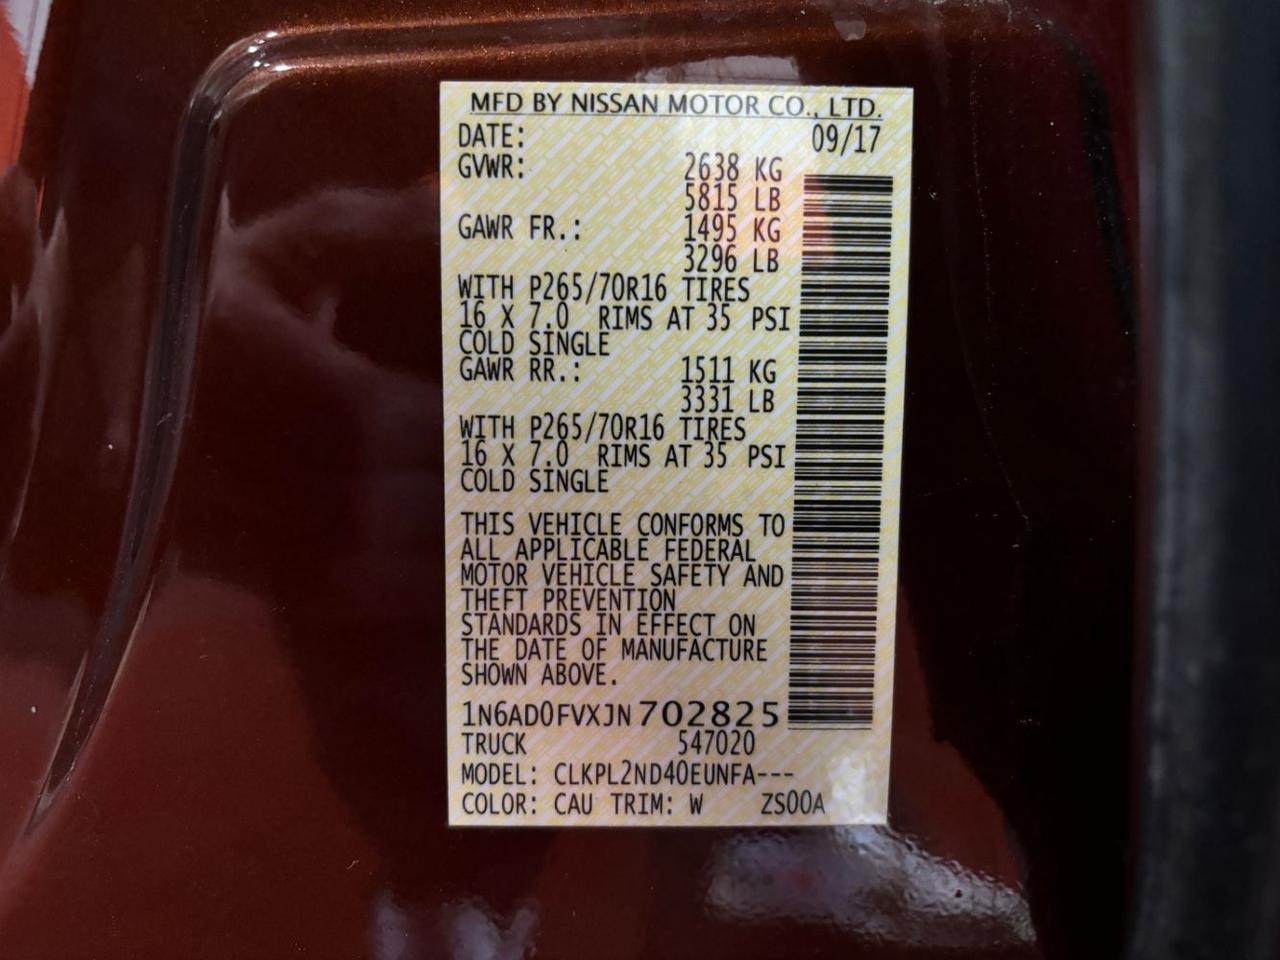 MFD BY NISSAN MOTOR CO., LTD.
DATE: 09/17
GVWR: 2638 KG
5815 LB
GAWR FR.: 1495 KG
3296 LB
WITH P265/70R16 TIRES
16 X 7.0 RIMS AT 35 PSI
COLD SINGLE
GAWR RR.: 1511 KG
3331 LB
WITH P265/70R16 TIRES
16 X 7.0 RIMS AT 35 PSI
COLD SINGLE
THIS VEHICLE CONFORMS TO
ALL APPLICABLE FEDERAL
MOTOR VEHICLE SAFETY AND
THEFT PREVENTION
STANDARDS IN EFFECT ON
THE DATE OF MANUFACTURE
SHOWN ABOVE.
1N6AD0FVXJN702825
TRUCK 547020
MODEL: CLKPL2ND40EUNFA---
COLOR: CAU TRIM: W ZS00A